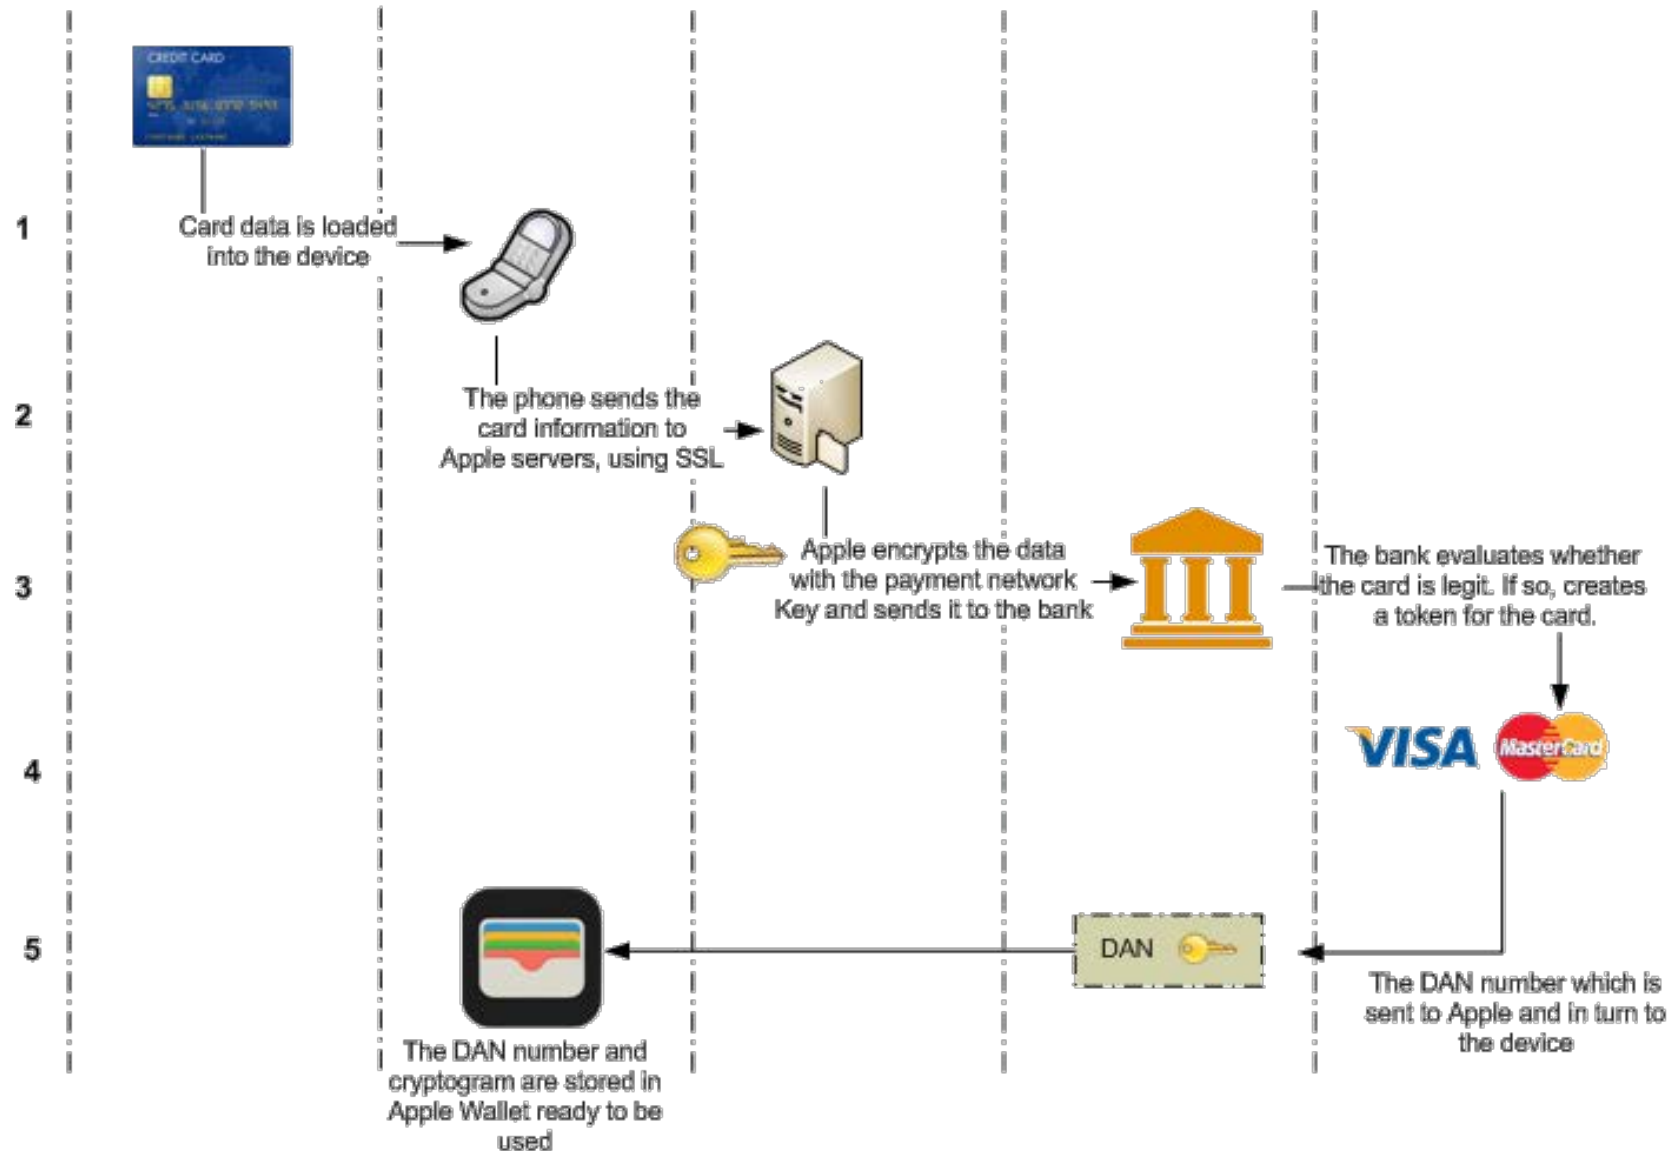 CREDIT CARD
1
Card data is loaded
into the device
2
The phone sends the
card information to
Apple servers, using SSL
3
Apple encrypts the data
with the payment network
Key and sends it to the bank
The bank evaluates whether
the card is legit. If so, creates
a token for the card.
4
VISA
MasterCard
5
DAN
The DAN number which is
sent to Apple and in turn to
the device
The DAN number and
cryptogram are stored in
Apple Wallet ready to be
used